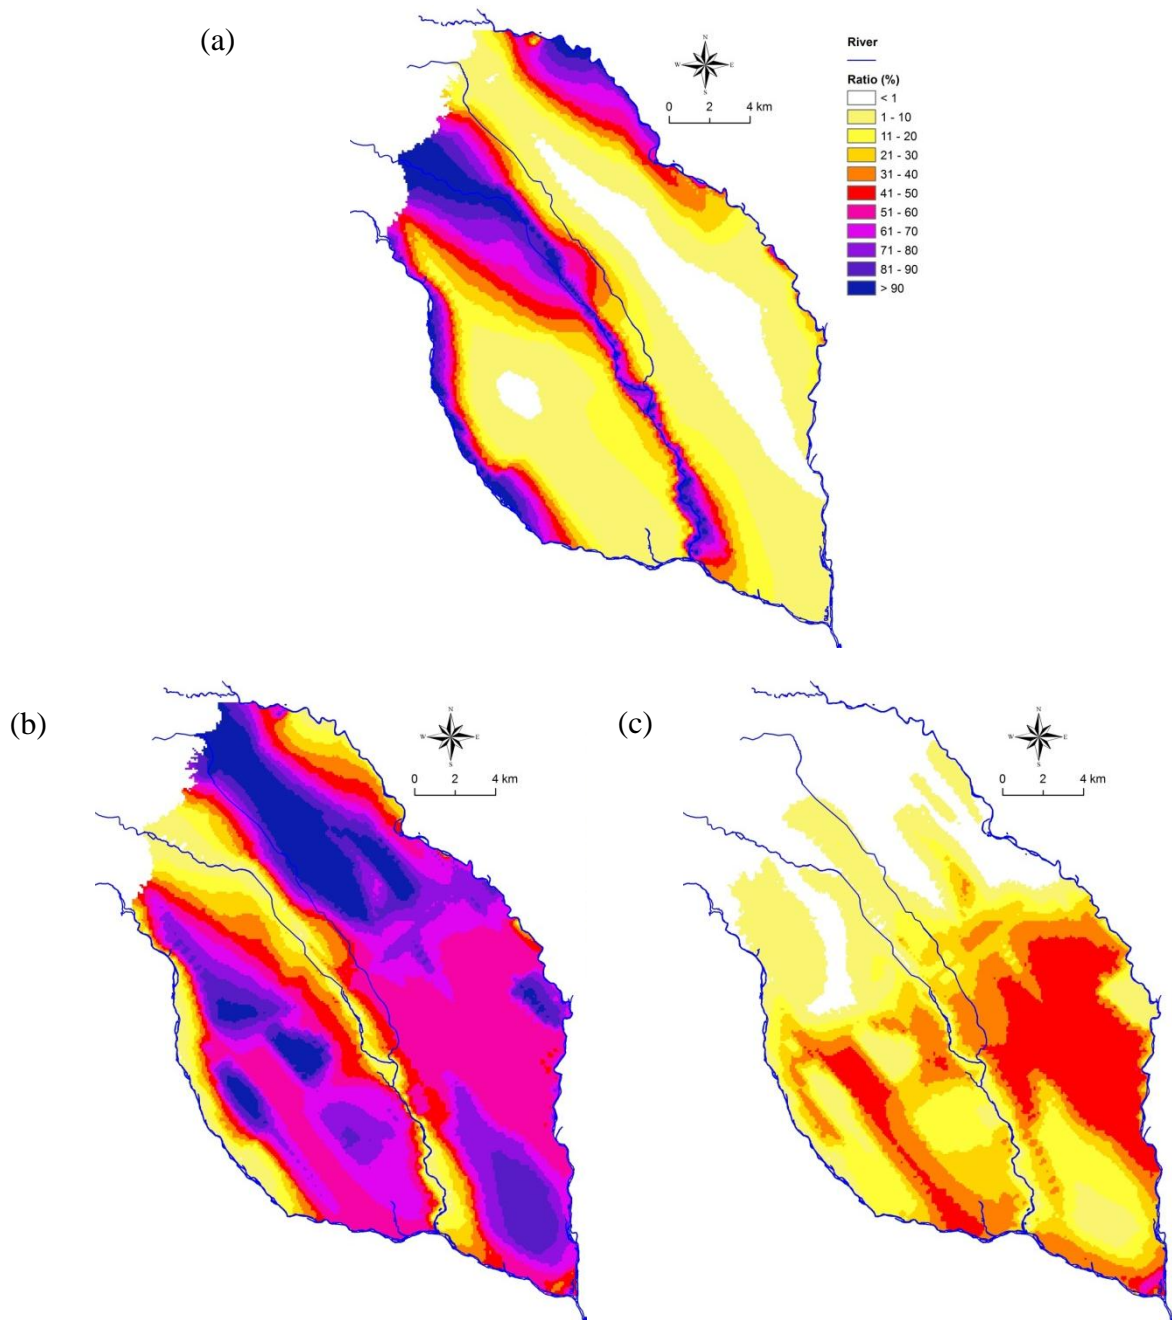 (a)
N
W E
S
0 2 4 km
River
Ratio (%)
< 1
1 - 10
11 - 20
21 - 30
31 - 40
41 - 50
51 - 60
61 - 70
71 - 80
81 - 90
> 90
(b)
N
W E
S
0 2 4 km
(c)
N
W E
S
0 2 4 km